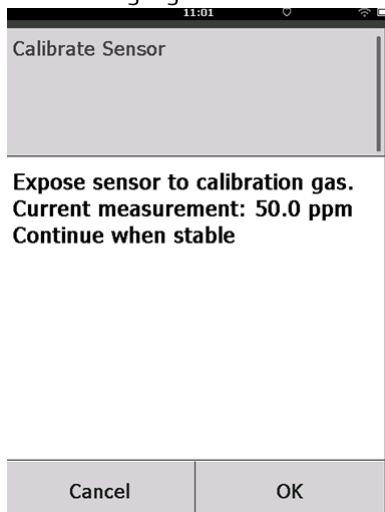 11:01
Calibrate Sensor
Expose sensor to calibration gas.
Current measurement: 50.0 ppm
Continue when stable
Cancel
OK